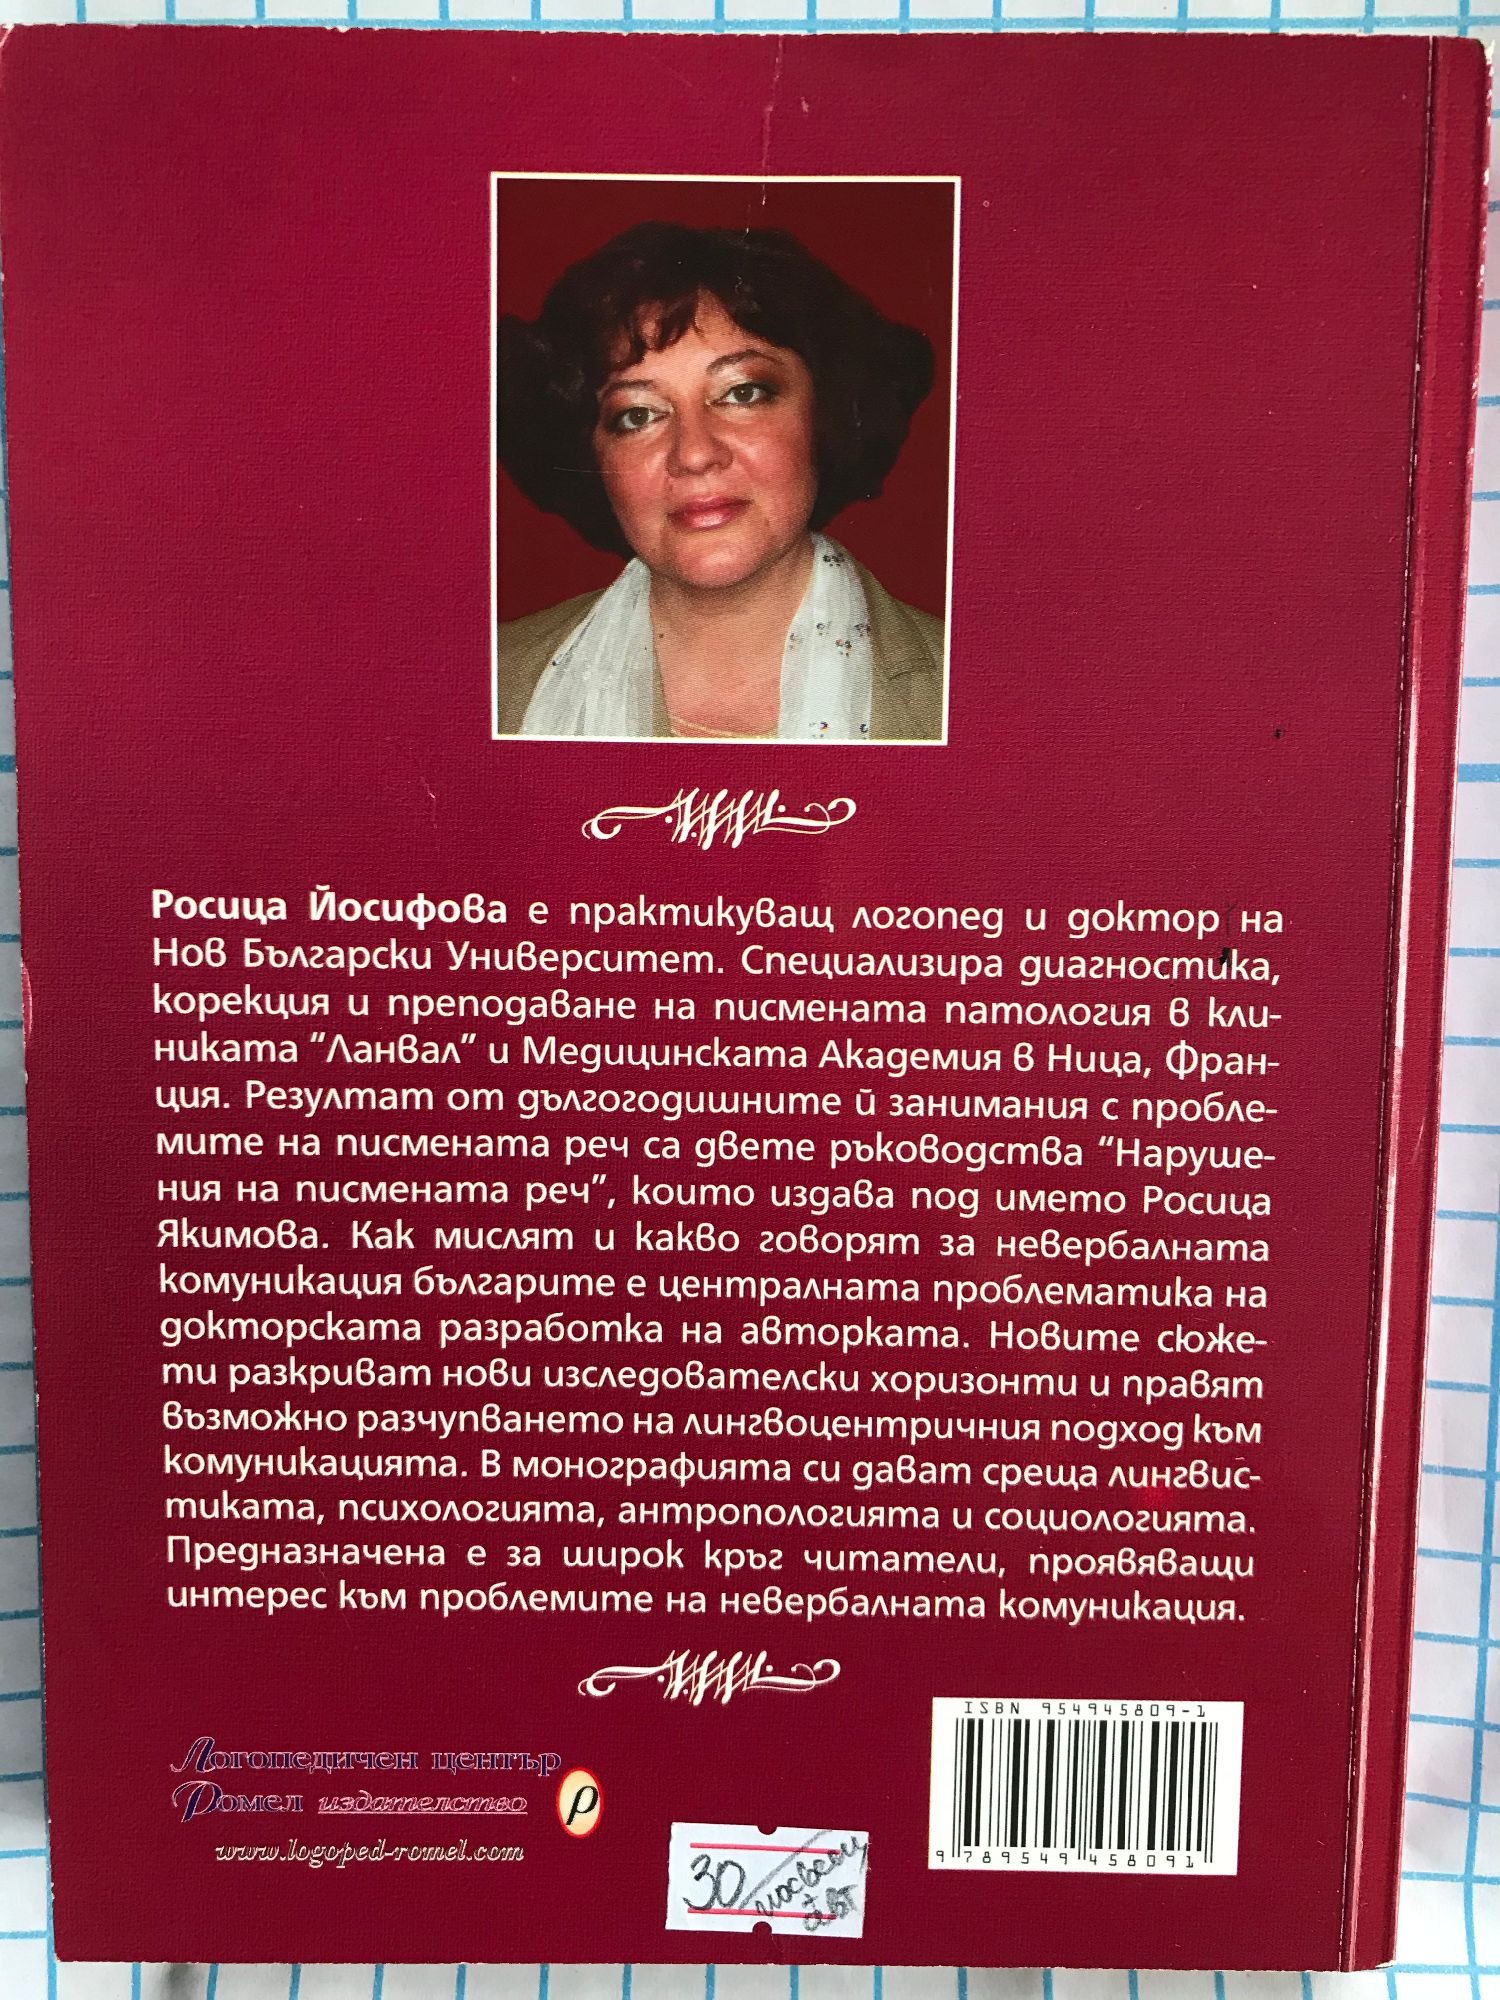 Росица Йосифова е практикуващ логопед и доктор на
Нов Български Университет. Специализира диагностика,
корекция и преподаване на писмената патология в кли-
никата “Ланвал” и Медицинската Академия в Ница, Фран-
ция. Резултат от дългогодишните й занимания с пробле-
мите на писмената реч са двете ръководства “Наруше-
ния на писмената реч”, които издава под името Росица
Якимова. Как мислят и какво говорят за невербалната
комуникация българите е централната проблематика на
докторската разработка на авторката. Новите сюже-
ти разкриват нови изследователски хоризонти и правят
възможно разчупването на лингвоцентричния подход към
комуникацията. В монографията си дават среща лингвис-
тиката, психологията, антропологията и социологията.
Предназначена е за широк кръг читатели, проявяващи
интерес към проблемите на невербалната комуникация.
Логопедичен център
Ромел издателство
www.logoped-romel.com
ISBN 954945809-1
9 789549 458091
30